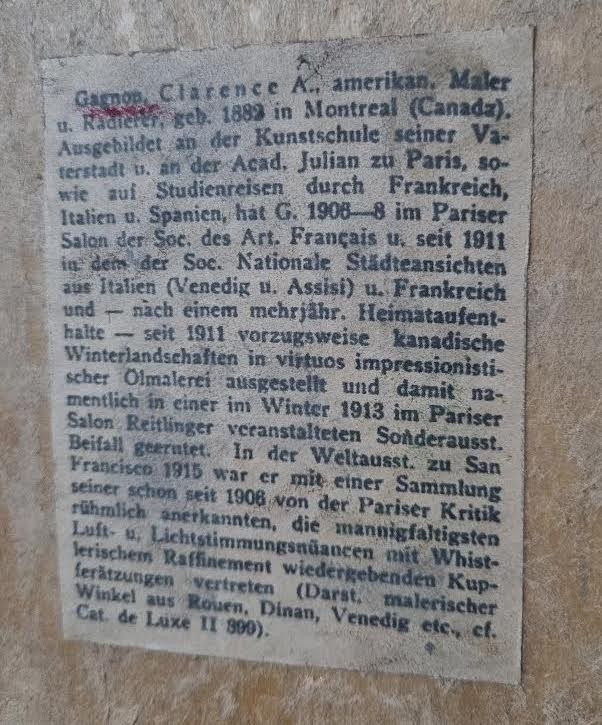 Gagnon, Clarence A., amerikan. Maler
u. Radierer, geb. 1882 in Montreal (Canada).
Ausgebildet an der Kunstschule seiner Va-
terstadt u. an der Acad. Julian zu Paris, so-
wie auf Studienreisen durch Frankreich,
Italien u. Spanien, hat G. 1906—8 im Pariser
Salon der Soc. des Art. Français u. seit 1911
in dem der Soc. Nationale Städteansichten
aus Italien (Venedig u. Assisi) u. Frankreich
und — nach einem mehrjähr. Heimataufent-
halte — seit 1911 vorzugsweise kanadische
Winterlandschaften in virtuos impressionisti-
scher Ölmalerei ausgestellt und damit na-
mentlich in einer im Winter 1913 im Pariser
Salon Reitlinger veranstalteten Sonderausst.
Beifall geerntet. In der Weltausst. zu San
Francisco 1915 war er mit einer Sammlung
seiner schon seit 1906 von der Pariser Kritik
rühmlich anerkannten, die mannigfaltigsten
Luft- u. Lichtstimmungsnüancen mit Whist-
lerischem Raffinement wiedergebenden Kup-
ferätzungen vertreten (Darst. malerischer
Winkel aus Rouen, Dinan, Venedig etc., cf.
Cat. de Luxe II 899).